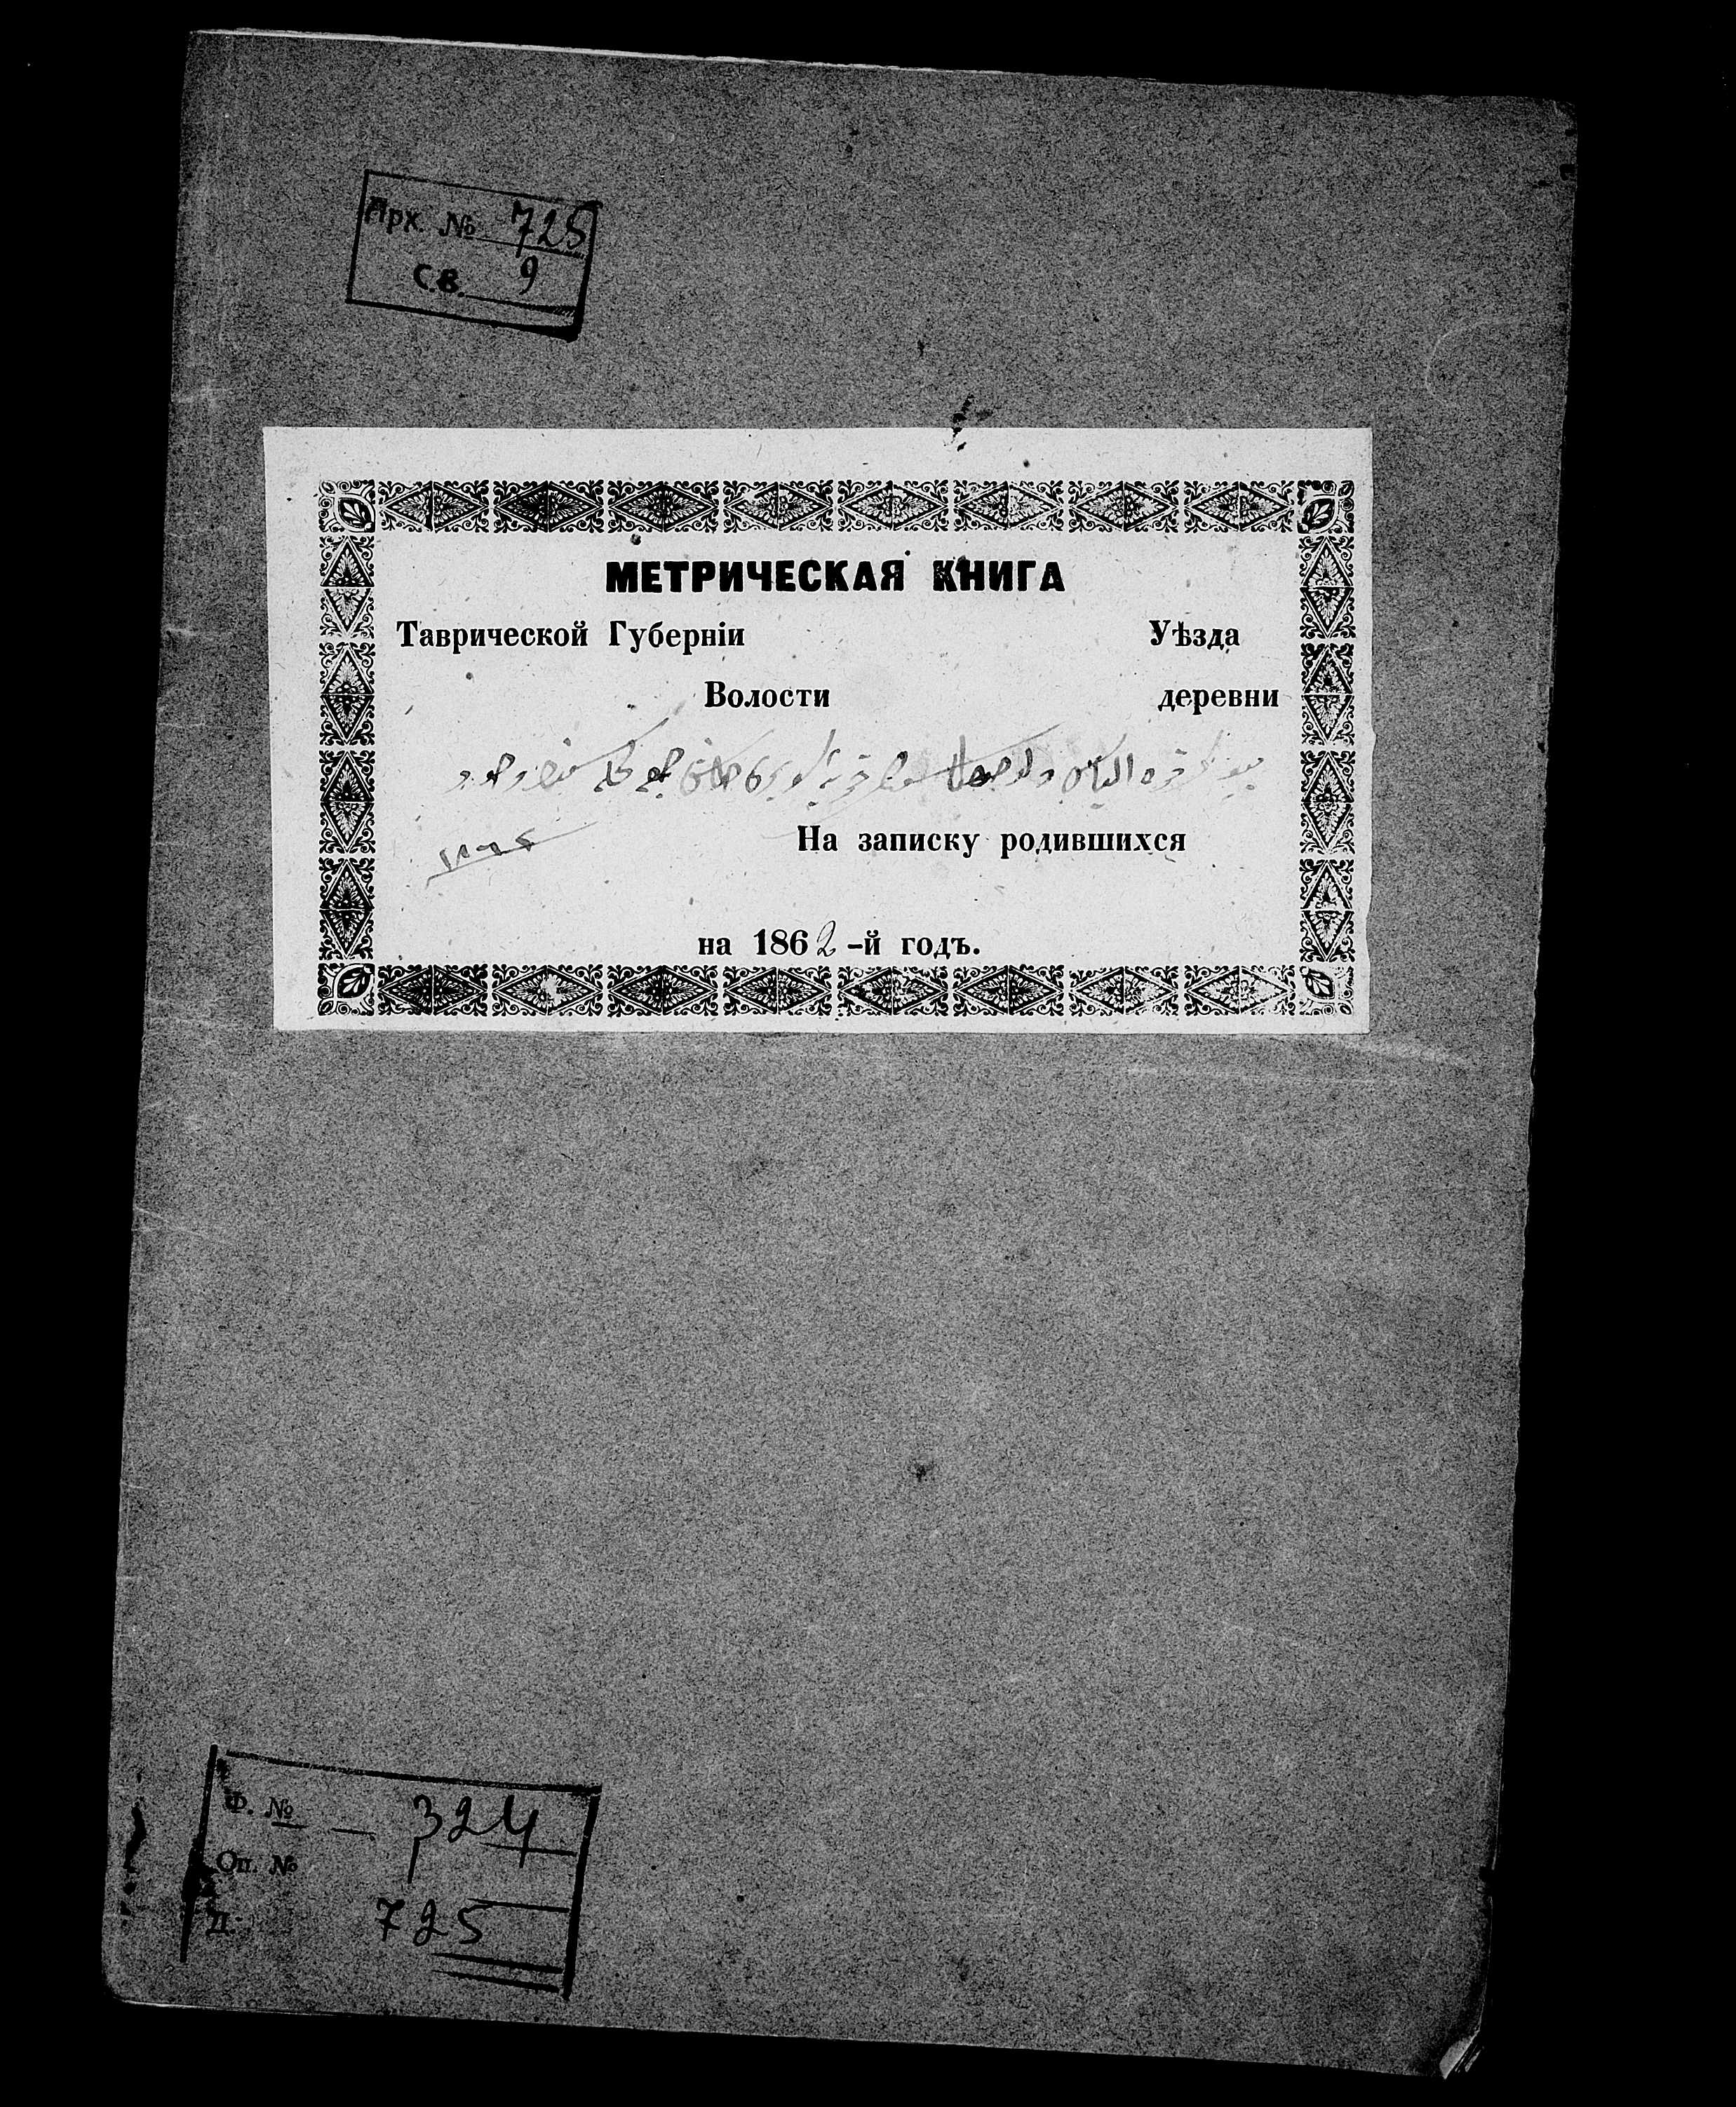 Арх. № 725
Св. 9
МЕТРИЧЕСКАЯ КНИГА
Таврической Губерніи Уѣзда
Волости деревни
На записку родившихся
на 1862-й годъ.
Ф. № 324
Оп. №
Д. 725